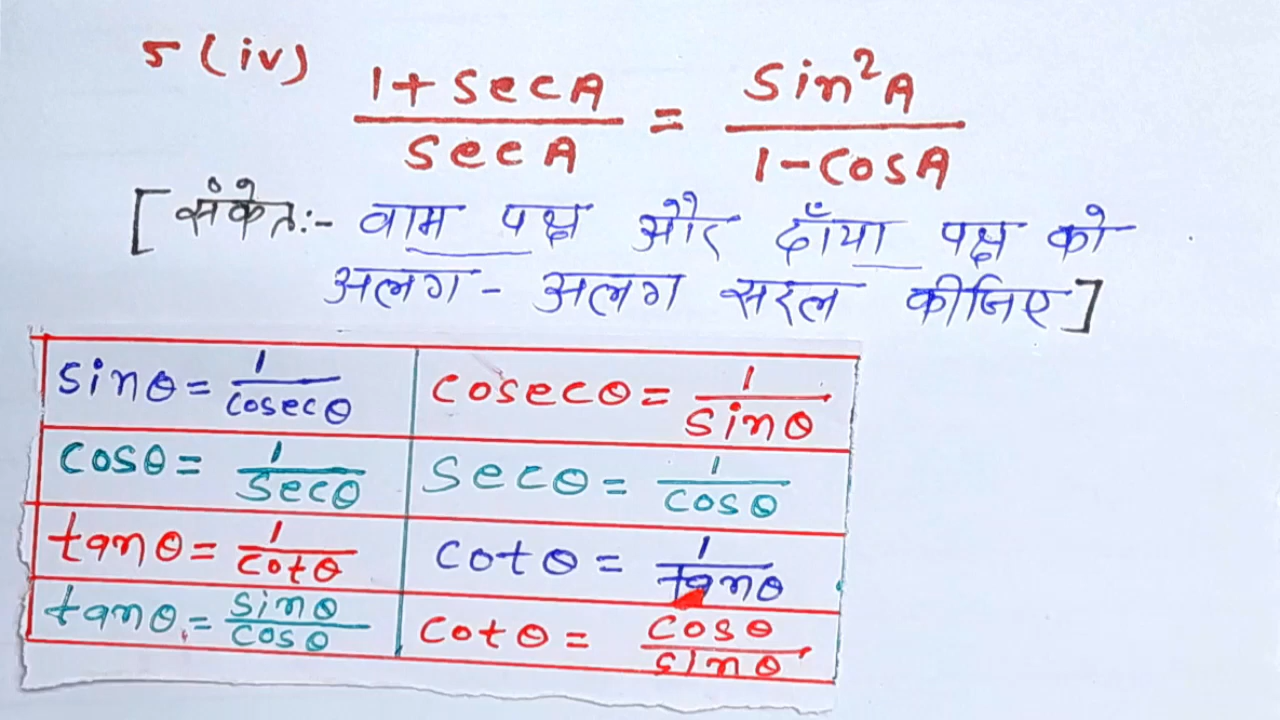 5 (iv) 1+secA/secA = Sin²A/1-cosA
[संकेत:- वाम पक्ष और दाँया पक्ष को
अलग - अलग सरल कीजिए]
sinθ = 1/cosecθ cosecθ = 1/sinθ
cosθ = 1/secθ secθ = 1/cosθ
tanθ = 1/cotθ cotθ = 1/tanθ
tanθ = sinθ/cosθ cotθ = cosθ/sinθ